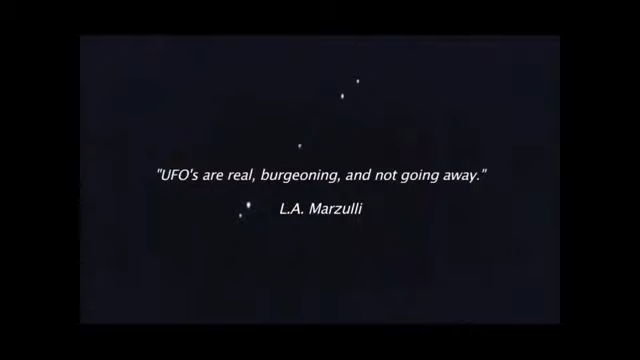 "UFO's are real, burgeoning, and not going away."
L.A. Marzulli